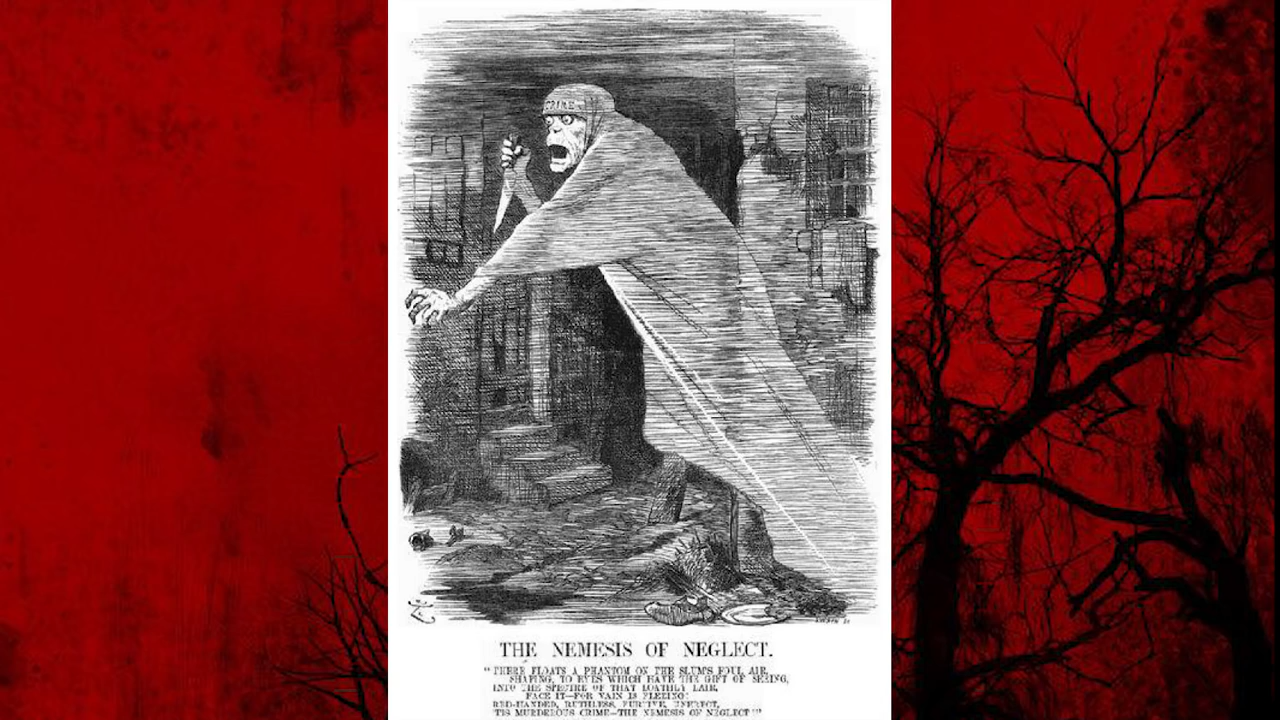 CRIME
THE NEMESIS OF NEGLECT.
"THERE FLOATS A PHANTOM ON THE SLUM'S FOUL AIR,
SHAPING, TO EYES WHICH HAVE THE GIFT OF SEEING,
INTO THE SPECTRE OF THAT LOATHLY LAIR.
FACE IT—FOR VAIN IS FLEEING!
RED-HANDED, RUTHLESS, FURTIVE, UNERECT,
'TIS MURDEROUS CRIME—THE NEMESIS OF NEGLECT!"